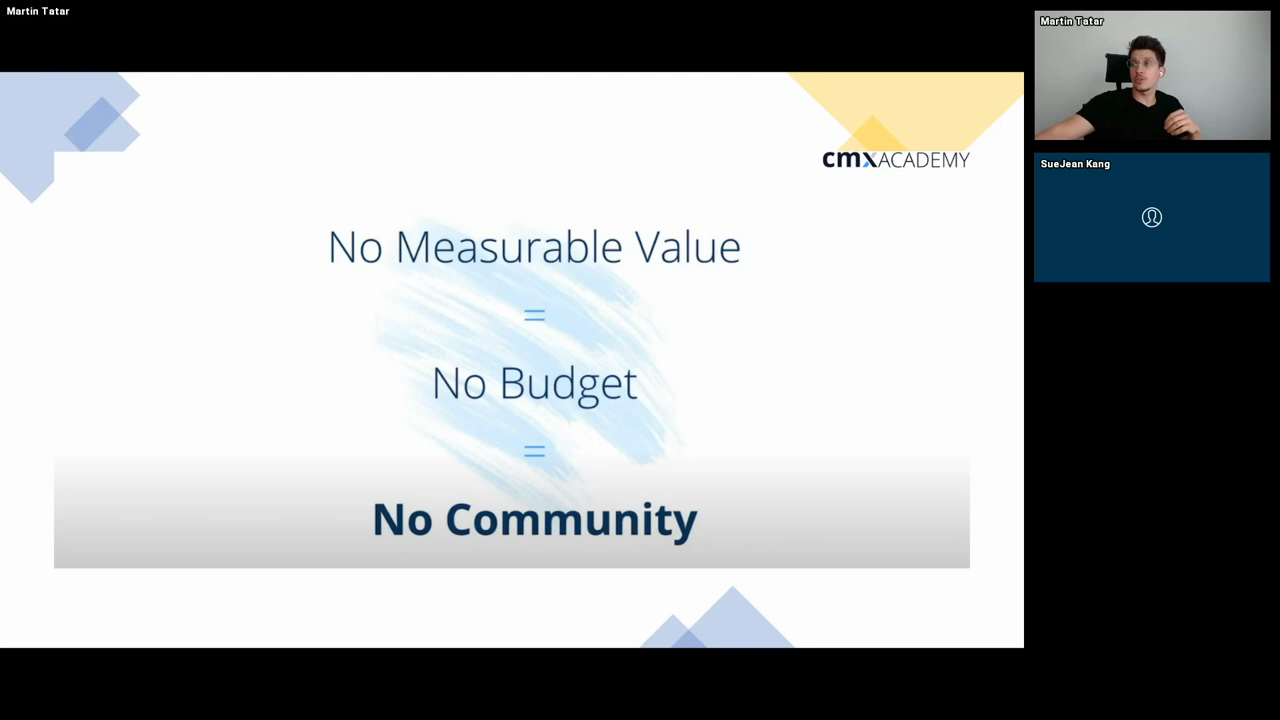 Martin Tatar
Martin Tatar
SueJean Kang
cmxACADEMY
No Measurable Value
=
No Budget
=
No Community